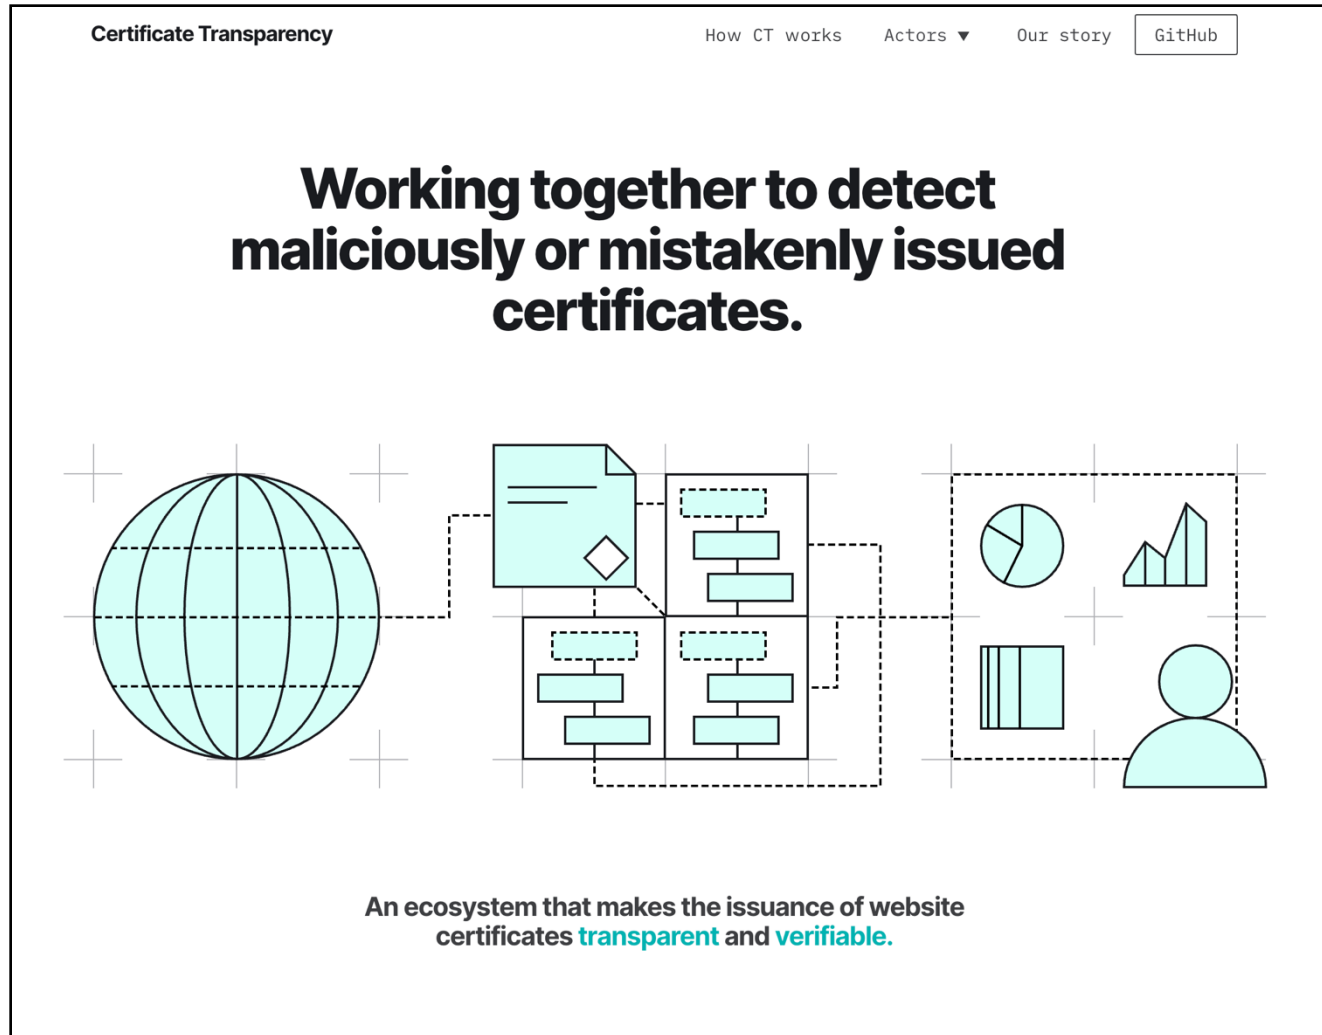 Certificate Transparency
How CT works
Actors ▼
Our story
GitHub
Working together to detect
maliciously or mistakenly issued
certificates.
An ecosystem that makes the issuance of website
certificates transparent and verifiable.